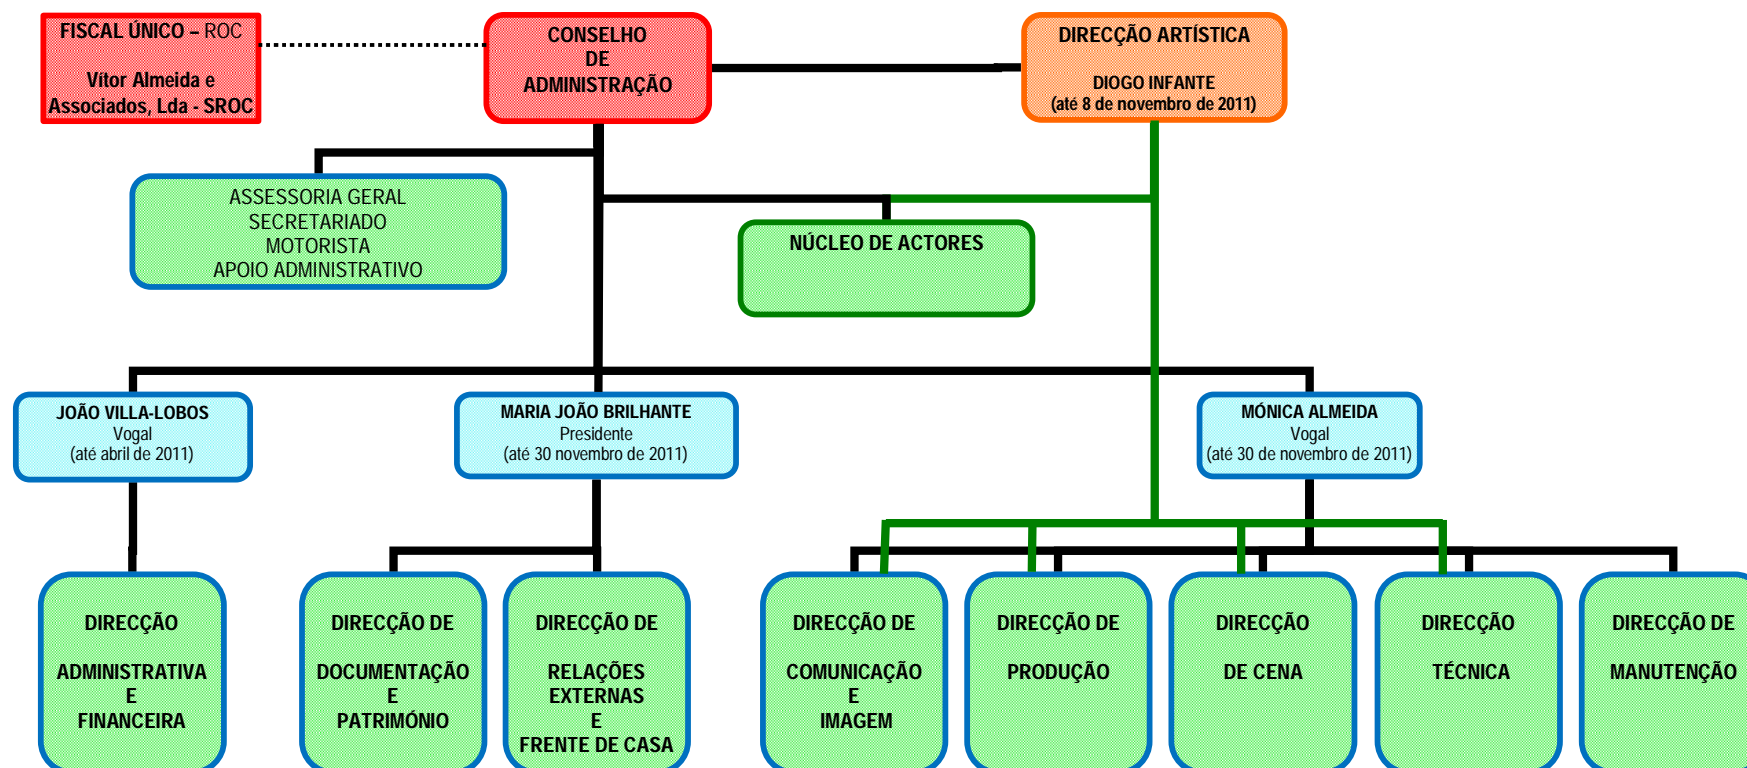 FISCAL ÚNICO – ROC
Vítor Almeida e
Associados, Lda - SROC
CONSELHO
DE
ADMINISTRAÇÃO
DIRECÇÃO ARTÍSTICA
DIOGO INFANTE
(até 8 de novembro de 2011)
ASSESSORIA GERAL
SECRETARIADO
MOTORISTA
APOIO ADMINISTRATIVO
NÚCLEO DE ACTORES
JOÃO VILLA-LOBOS
Vogal
(até abril de 2011)
MARIA JOÃO BRILHANTE
Presidente
(até 30 novembro de 2011)
MÓNICA ALMEIDA
Vogal
(até 30 de novembro de 2011)
DIRECÇÃO
ADMINISTRATIVA
E
FINANCEIRA
DIRECÇÃO DE
DOCUMENTAÇÃO
E
PATRIMÓNIO
DIRECÇÃO DE
RELAÇÕES
EXTERNAS
E
FRENTE DE CASA
DIRECÇÃO DE
COMUNICAÇÃO
E
IMAGEM
DIRECÇÃO DE
PRODUÇÃO
DIRECÇÃO
DE CENA
DIRECÇÃO
TÉCNICA
DIRECÇÃO DE
MANUTENÇÃO